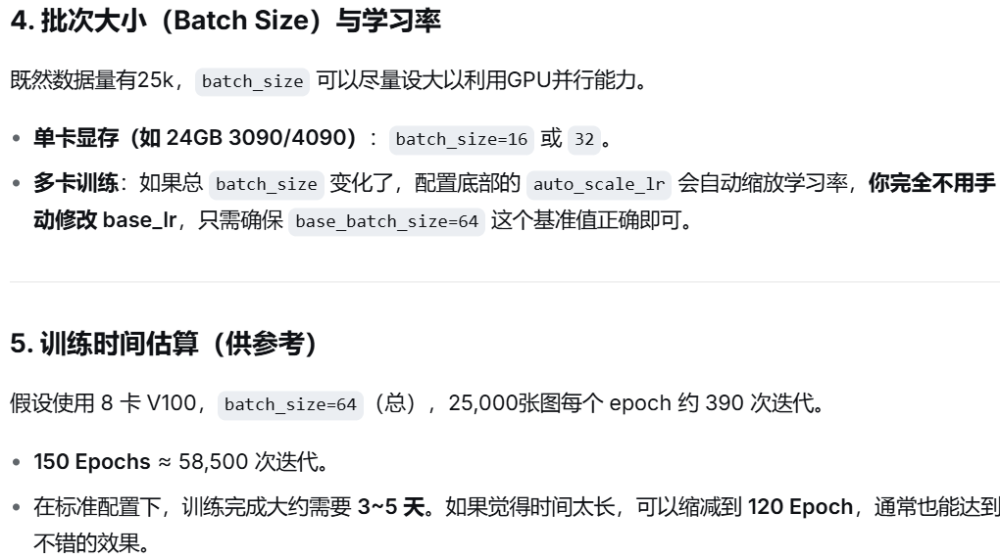 4. 批次大小（Batch Size）与学习率
既然数据量有25k，batch_size 可以尽量设大以利用GPU并行能力。
• 单卡显存（如 24GB 3090/4090）：batch_size=16 或 32。
• 多卡训练：如果总 batch_size 变化了，配置底部的 auto_scale_lr 会自动缩放学习率，你完全不用手
动修改 base_lr，只需确保 base_batch_size=64 这个基准值正确即可。
5. 训练时间估算（供参考）
假设使用 8 卡 V100，batch_size=64（总），25,000张图每个 epoch 约 390 次迭代。
• 150 Epochs ≈ 58,500 次迭代。
• 在标准配置下，训练完成大约需要 3~5 天。如果觉得时间太长，可以缩减到 120 Epoch，通常也能达到
不错的效果。